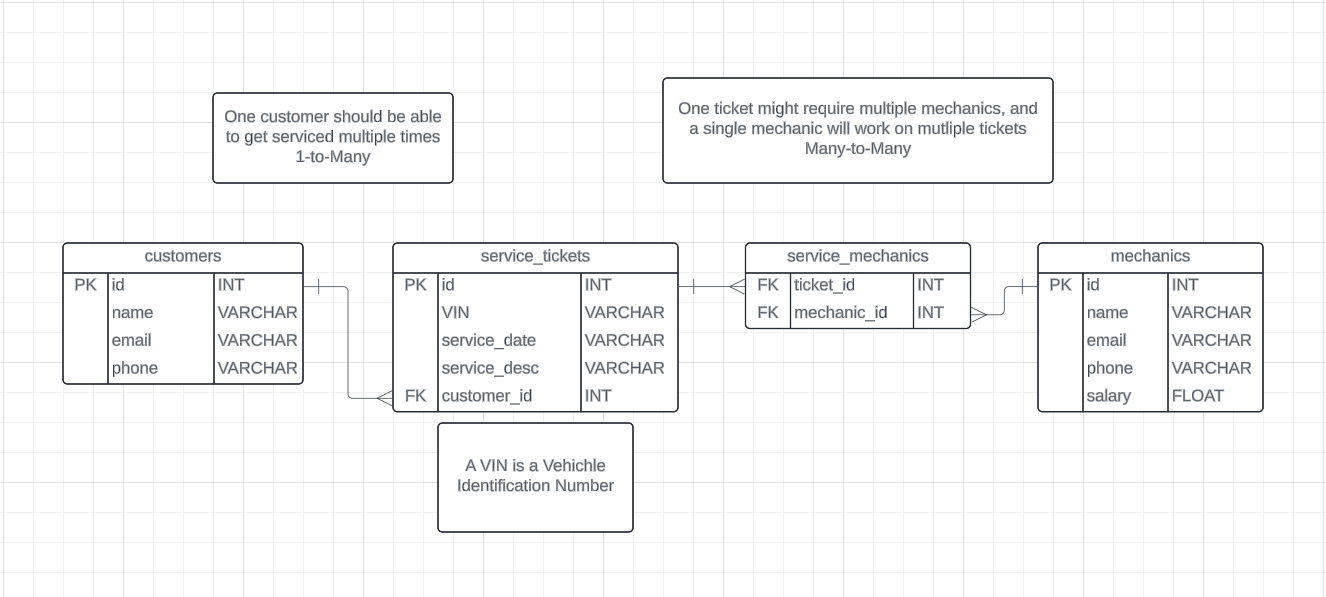 One customer should be able
to get serviced multiple times
1-to-Many
One ticket might require multiple mechanics, and
a single mechanic will work on mutliple tickets
Many-to-Many
customers
PK id INT
name VARCHAR
email VARCHAR
phone VARCHAR
service_tickets
PK id INT
VIN VARCHAR
service_date VARCHAR
service_desc VARCHAR
FK customer_id INT
service_mechanics
FK ticket_id INT
FK mechanic_id INT
mechanics
PK id INT
name VARCHAR
email VARCHAR
phone VARCHAR
salary FLOAT
A VIN is a Vehichle
Identification Number